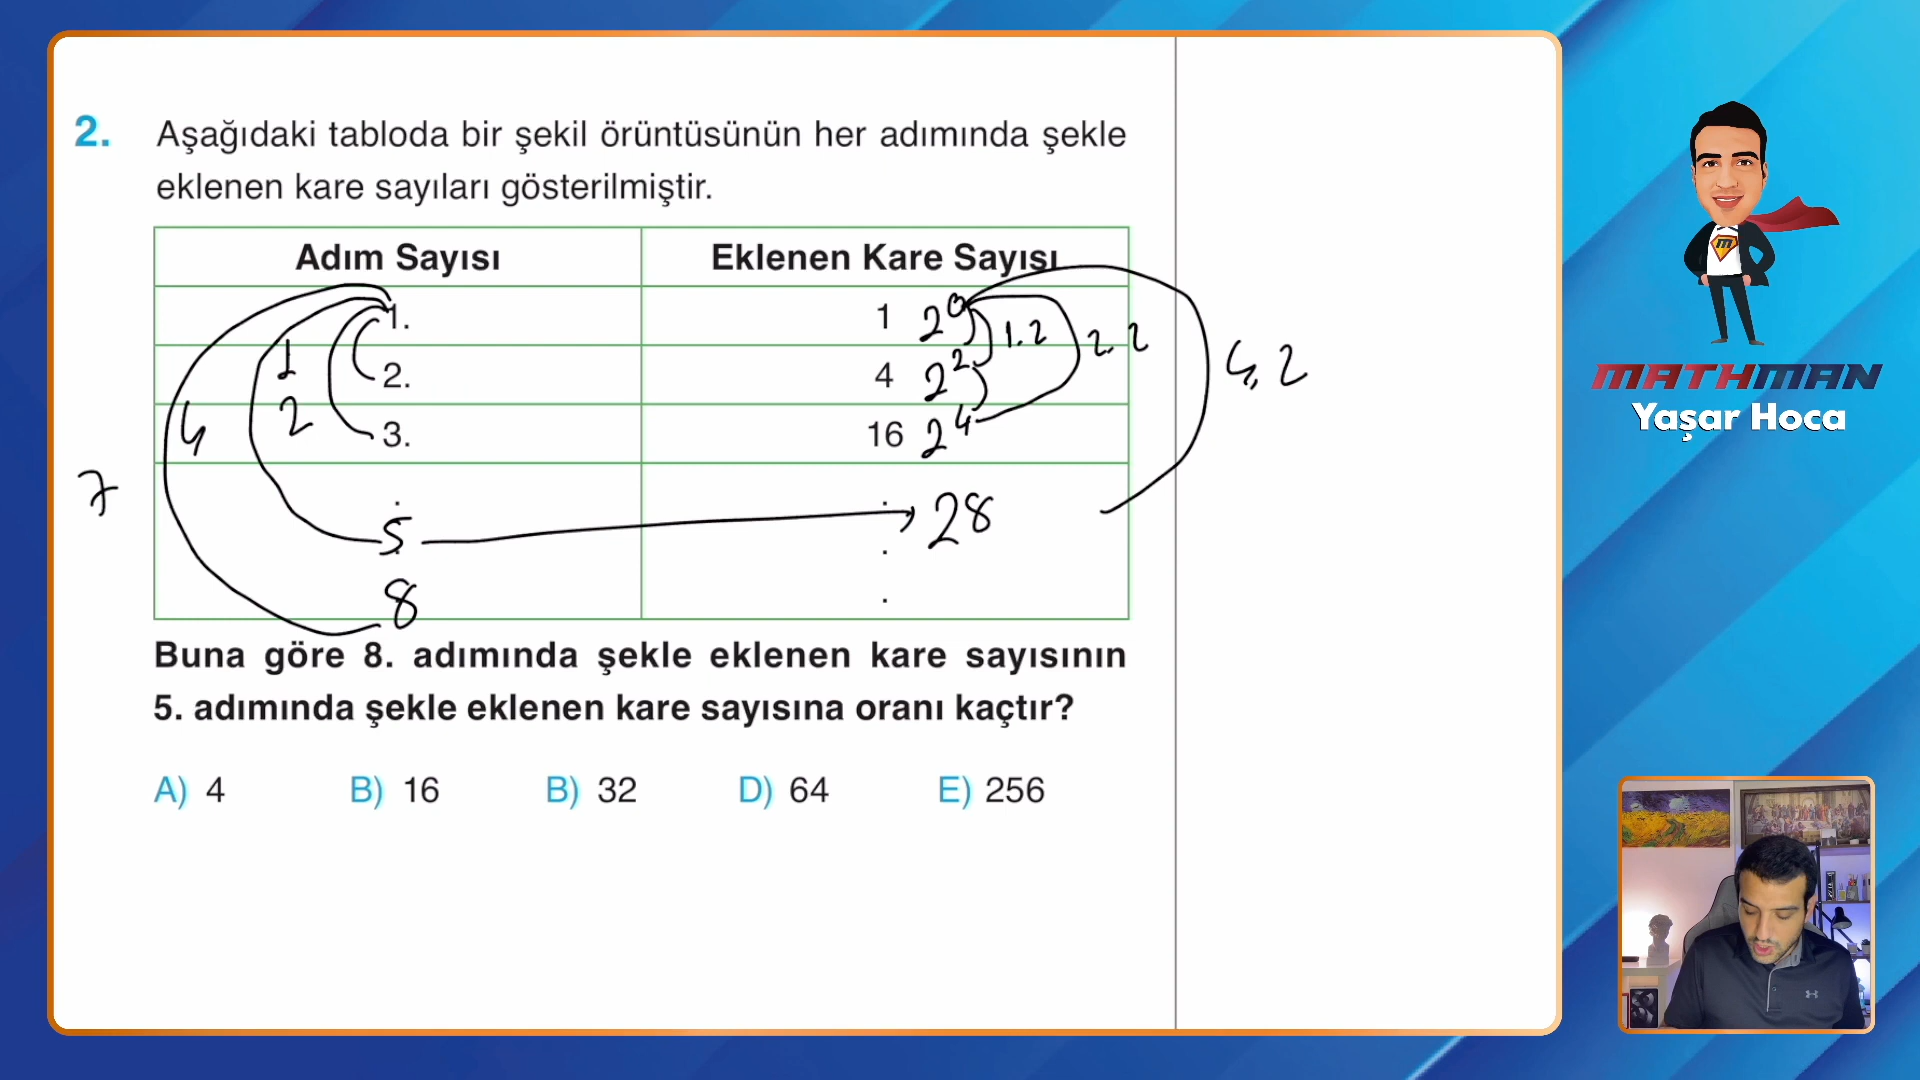 2. Aşağıdaki tabloda bir şekil örüntüsünün her adımında şekle
eklenen kare sayıları gösterilmiştir.
Adım Sayısı Eklenen Kare Sayısı
1. 1 2⁰ 1.2 2.2
1 2. 4 2² 4.2
4 2 3. 16 2⁴
7
5 28
8
Buna göre 8. adımında şekle eklenen kare sayısının
5. adımında şekle eklenen kare sayısına oranı kaçtır?
A) 4 B) 16 B) 32 D) 64 E) 256
m
MATHMAN
Yaşar Hoca